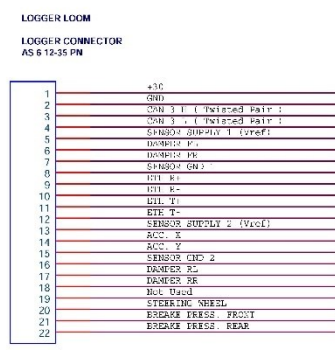 LOGGER LOOM
LOGGER CONNECTOR
AS 6 12-35 PN
1 +30
2 GND
3 CAN 3 H ( Twisted Pair )
4 CAN 3 L ( Twisted Pair )
5 SENSOR SUPPLY 1 (Vref)
6 DAMPER FL
7 DAMPER FR
8 SENSOR GND 1
9 ETH R+
10 ETH R-
11 ETH T+
12 ETH T-
13 SENSOR SUPPLY 2 (Vref)
14 ACC. X
15 ACC. Y
16 SENSOR GND 2
17 DAMPER RL
18 DAMPER RR
19 Not Used
20 STEERING WHEEL
21 BREAKE PRESS. FRONT
22 BREAKE PRESS. REAR